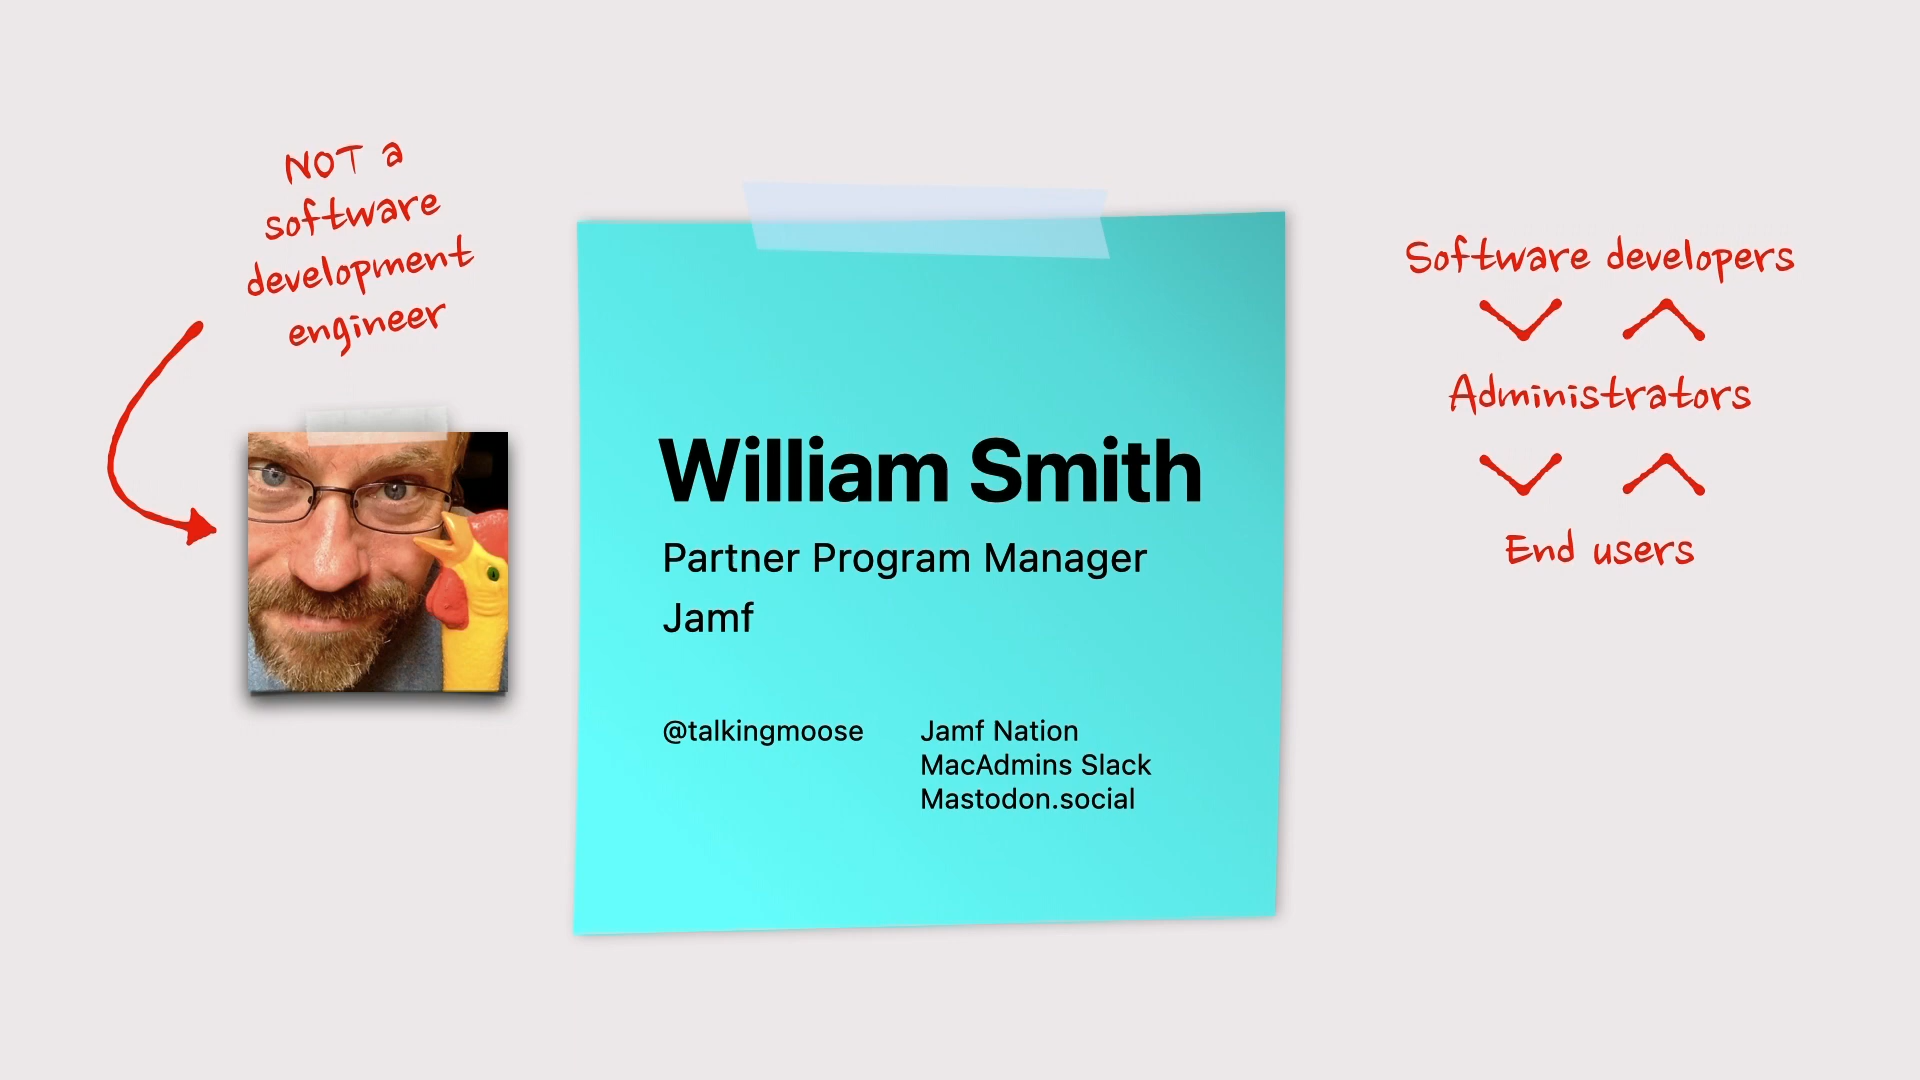 NOT a
software
development
engineer
William Smith
Partner Program Manager
Jamf
@talkingmoose
Jamf Nation
MacAdmins Slack
Mastodon.social
Software developers
Administrators
End users